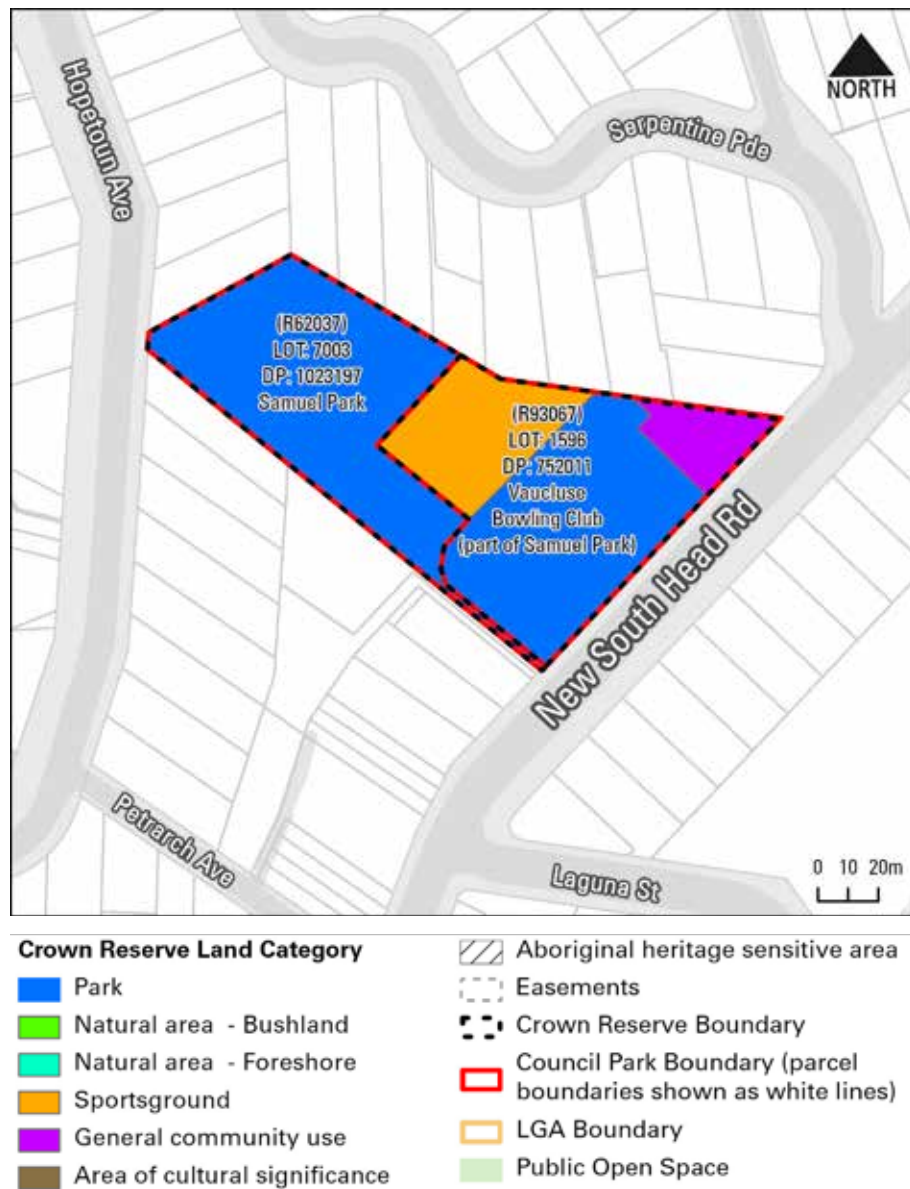 Hopetoun Ave
NORTH
Serpentine Pde
(R62037)
LOT: 7003
DP: 1023197
Samuel Park
(R93067)
LOT: 1596
DP: 752011
Vaucluse
Bowling Club
(part of Samuel Park)
New South Head Rd
Petrarch Ave
Laguna St
0 10 20m
Crown Reserve Land Category
Park
Natural area - Bushland
Natural area - Foreshore
Sportsground
General community use
Area of cultural significance
Aboriginal heritage sensitive area
Easements
Crown Reserve Boundary
Council Park Boundary (parcel
boundaries shown as white lines)
LGA Boundary
Public Open Space